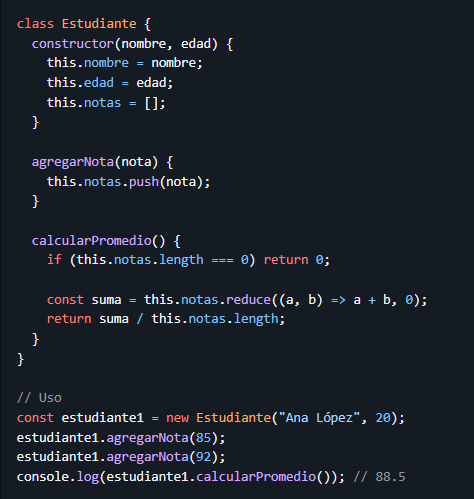 class Estudiante {
  constructor(nombre, edad) {
    this.nombre = nombre;
    this.edad = edad;
    this.notas = [];
  }

  agregarNota(nota) {
    this.notas.push(nota);
  }

  calcularPromedio() {
    if (this.notas.length === 0) return 0;

    const suma = this.notas.reduce((a, b) => a + b, 0);
    return suma / this.notas.length;
  }
}

// Uso
const estudiante1 = new Estudiante("Ana López", 20);
estudiante1.agregarNota(85);
estudiante1.agregarNota(92);
console.log(estudiante1.calcularPromedio()); // 88.5